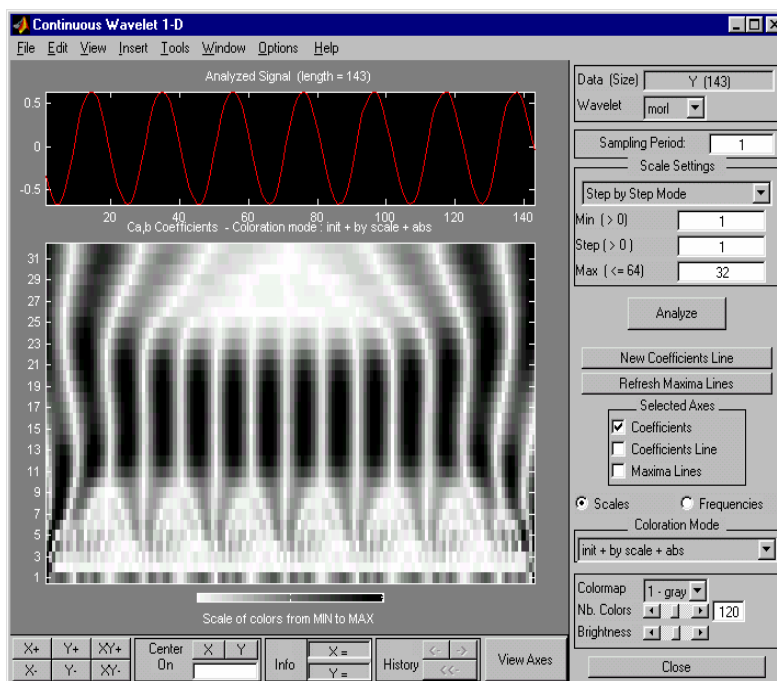 Continuous Wavelet 1-D
File Edit View Insert Tools Window Options Help
Analyzed Signal (length = 143)
0.5
0
-0.5
20 40 60 80 100 120 140
Ca,b Coefficients - Coloration mode : init + by scale + abs
31
29
27
25
23
21
19
17
15
13
11
9
7
5
3
1
Scale of colors from MIN to MAX
Data (Size) Y (143)
Wavelet morl
Sampling Period: 1
Scale Settings
Step by Step Mode
Min ( > 0) 1
Step ( > 0 ) 1
Max ( <= 64) 32
Analyze
New Coefficients Line
Refresh Maxima Lines
Selected Axes
Coefficients
Coefficients Line
Maxima Lines
Scales Frequencies
Coloration Mode
init + by scale + abs
Colormap 1 - gray
Nb. Colors 120
Brightness
X+ Y+ XY+
X- Y- XY-
Center On X Y
Info X = Y =
History <- -> <<-
View Axes
Close